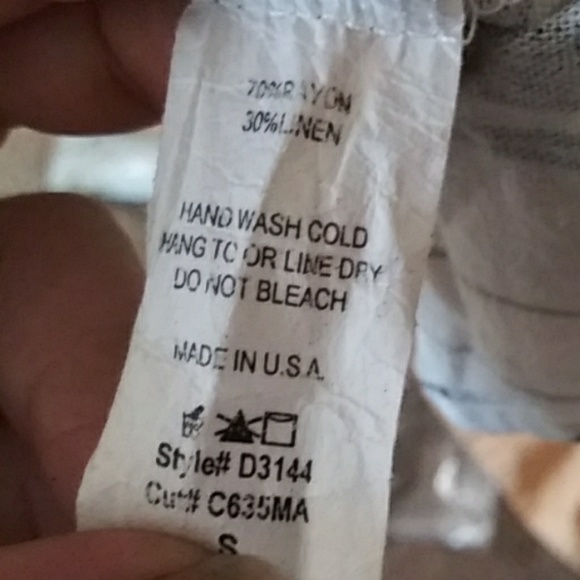 70%RAYON
30%LINEN
HAND WASH COLD
HANG TO OR LINE DRY
DO NOT BLEACH
MADE IN U.S.A.
Style# D3144
Cut# C635MA
S